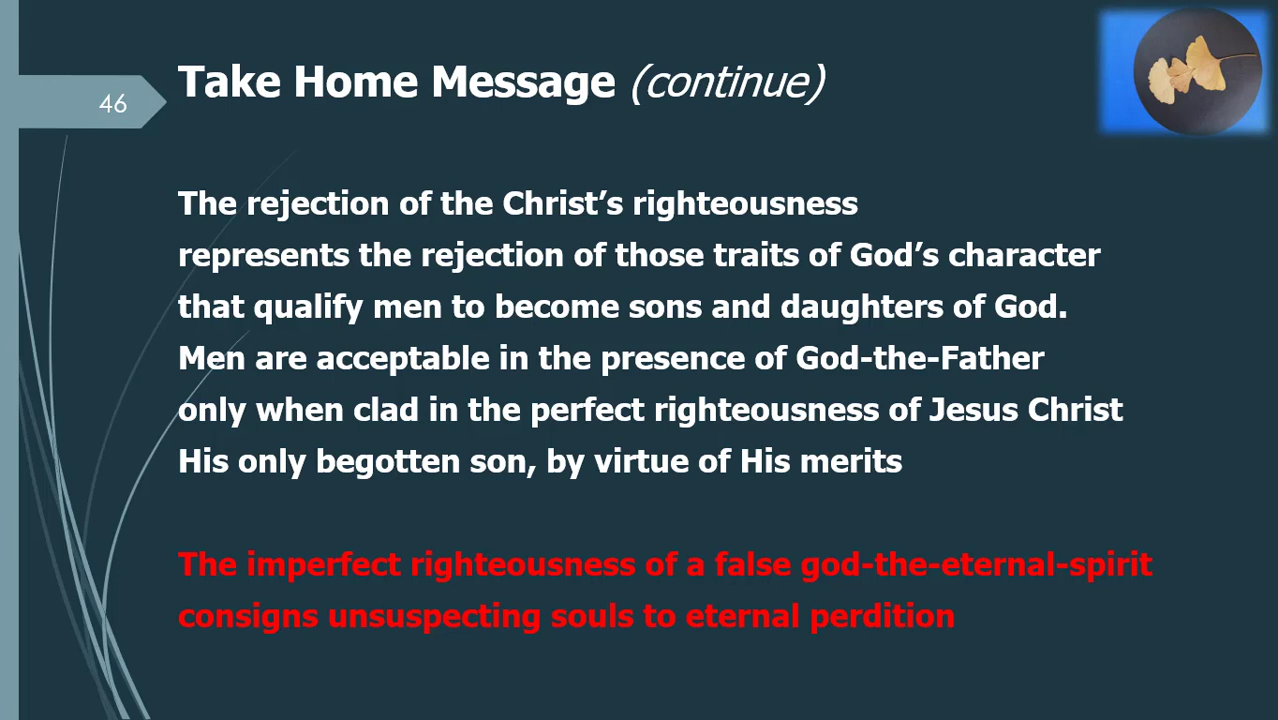 46
Take Home Message (continue)
The rejection of the Christ’s righteousness
represents the rejection of those traits of God’s character
that qualify men to become sons and daughters of God.
Men are acceptable in the presence of God-the-Father
only when clad in the perfect righteousness of Jesus Christ
His only begotten son, by virtue of His merits
The imperfect righteousness of a false god-the-eternal-spirit
consigns unsuspecting souls to eternal perdition